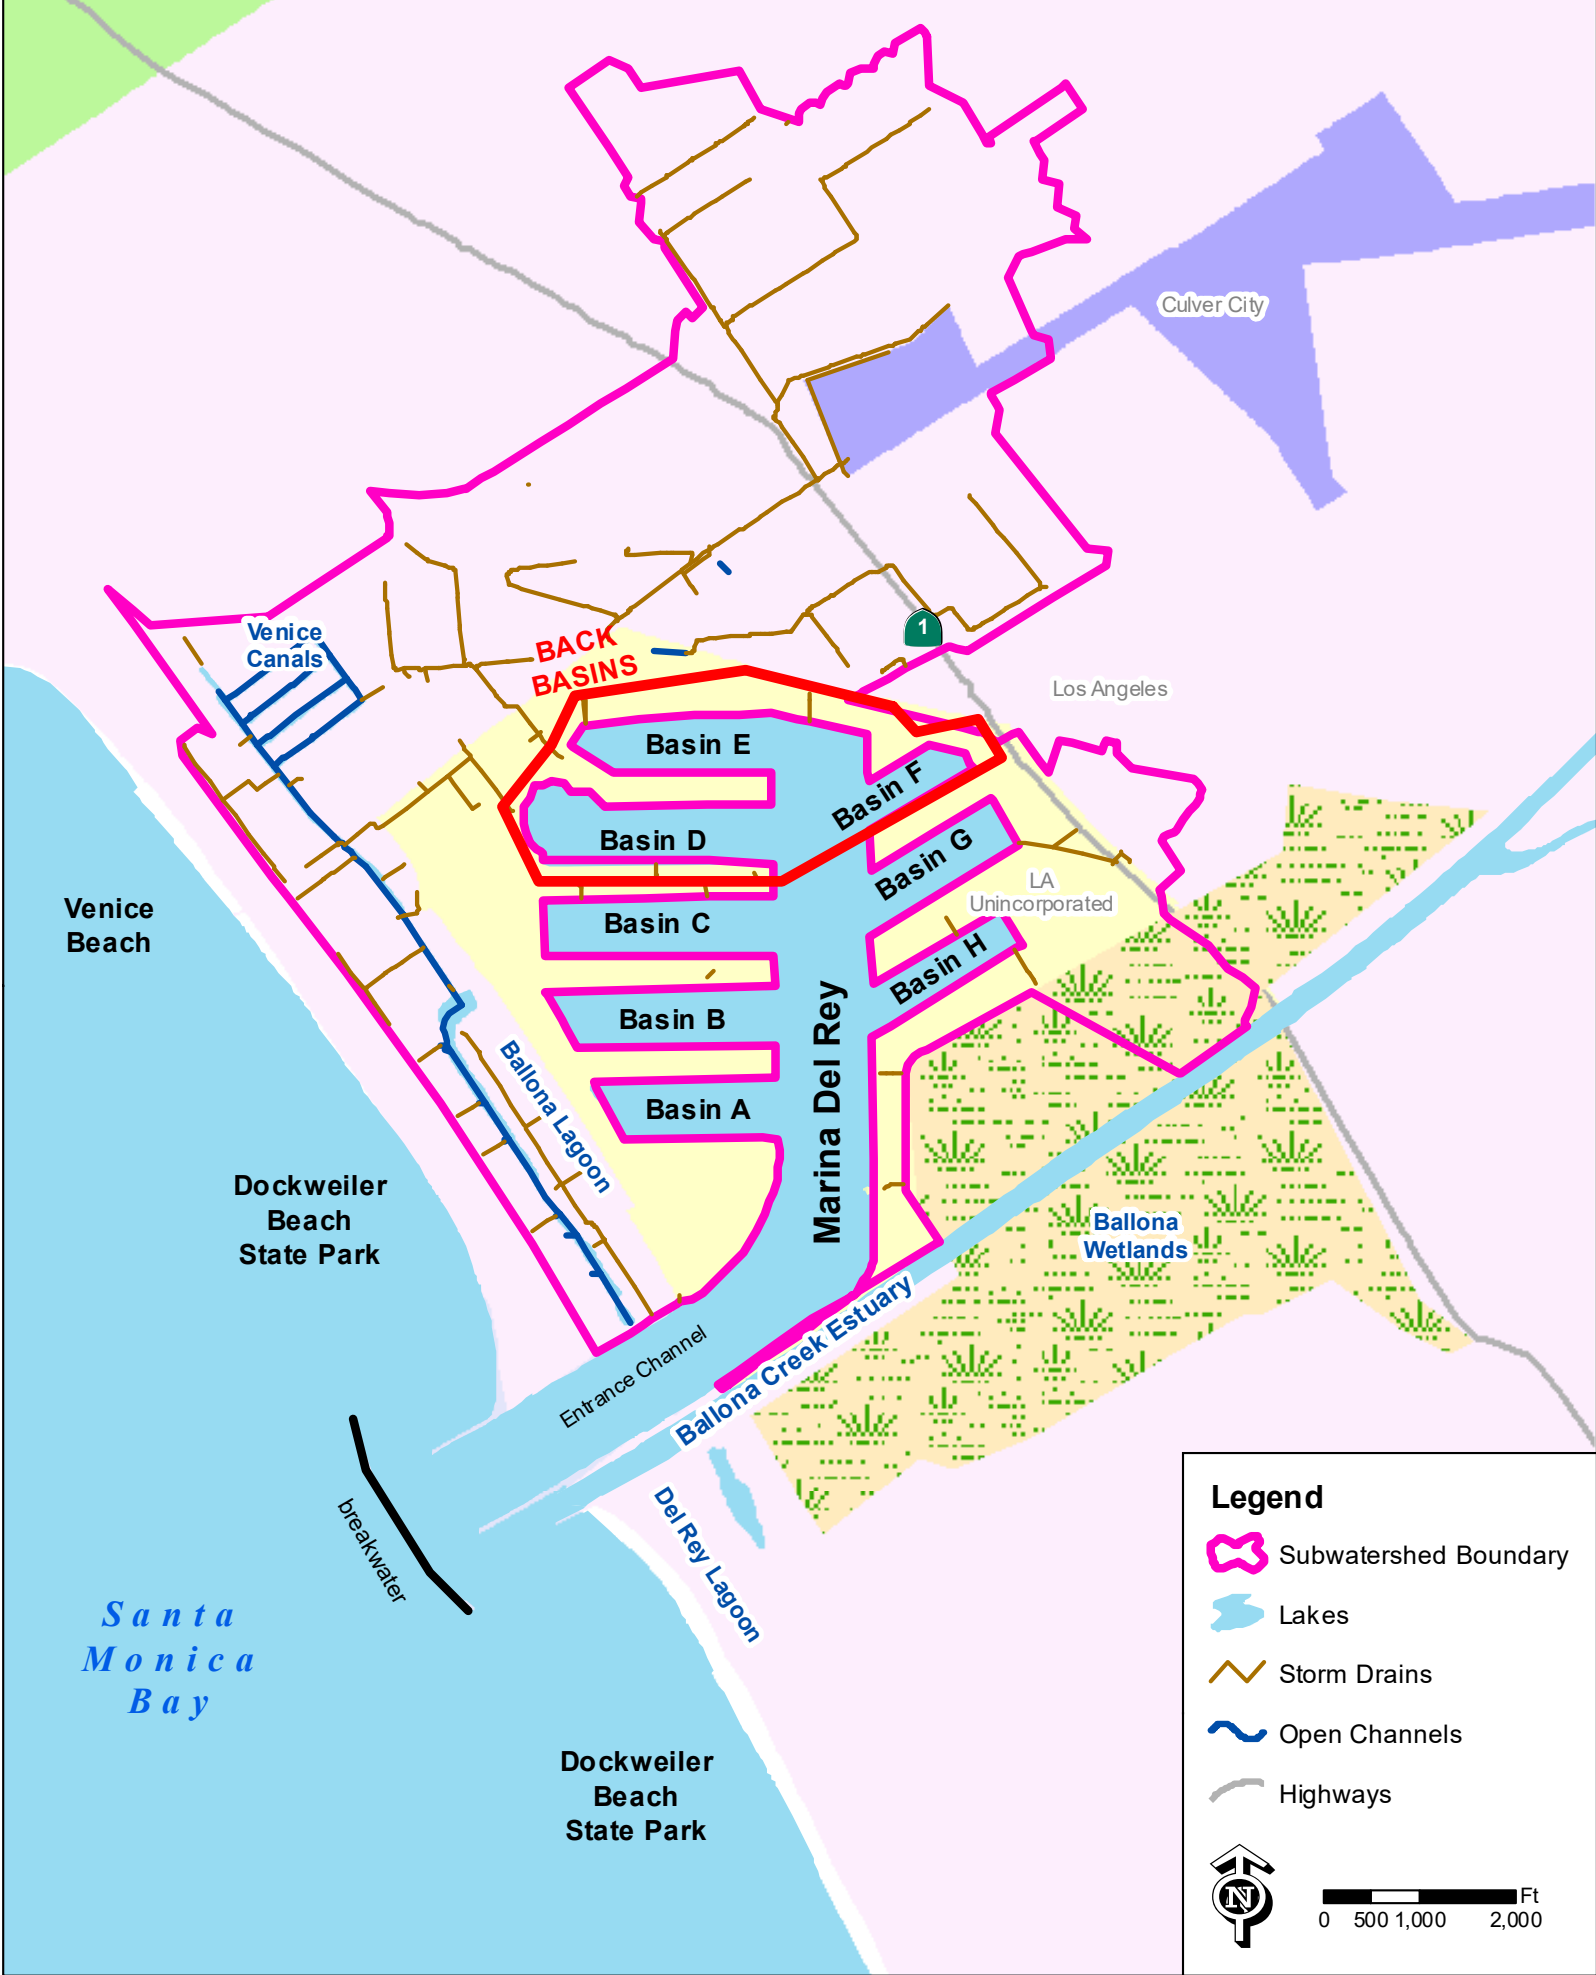 Culver City
1
Venice
Canals
BACK
BASINS
Los Angeles
Basin E
Basin F
Basin D
Basin G
LA
Unincorporated
Venice
Beach
Basin C
Basin H
Basin B
Marina Del Rey
Ballona Lagoon
Basin A
Dockweiler
Beach
State Park
Ballona
Wetlands
Entrance Channel
Ballona Creek Estuary
breakwater
Del Rey Lagoon
Santa
Monica
Bay
Dockweiler
Beach
State Park
Legend
Subwatershed Boundary
Lakes
Storm Drains
Open Channels
Highways
N
Ft
0 500 1,000 2,000